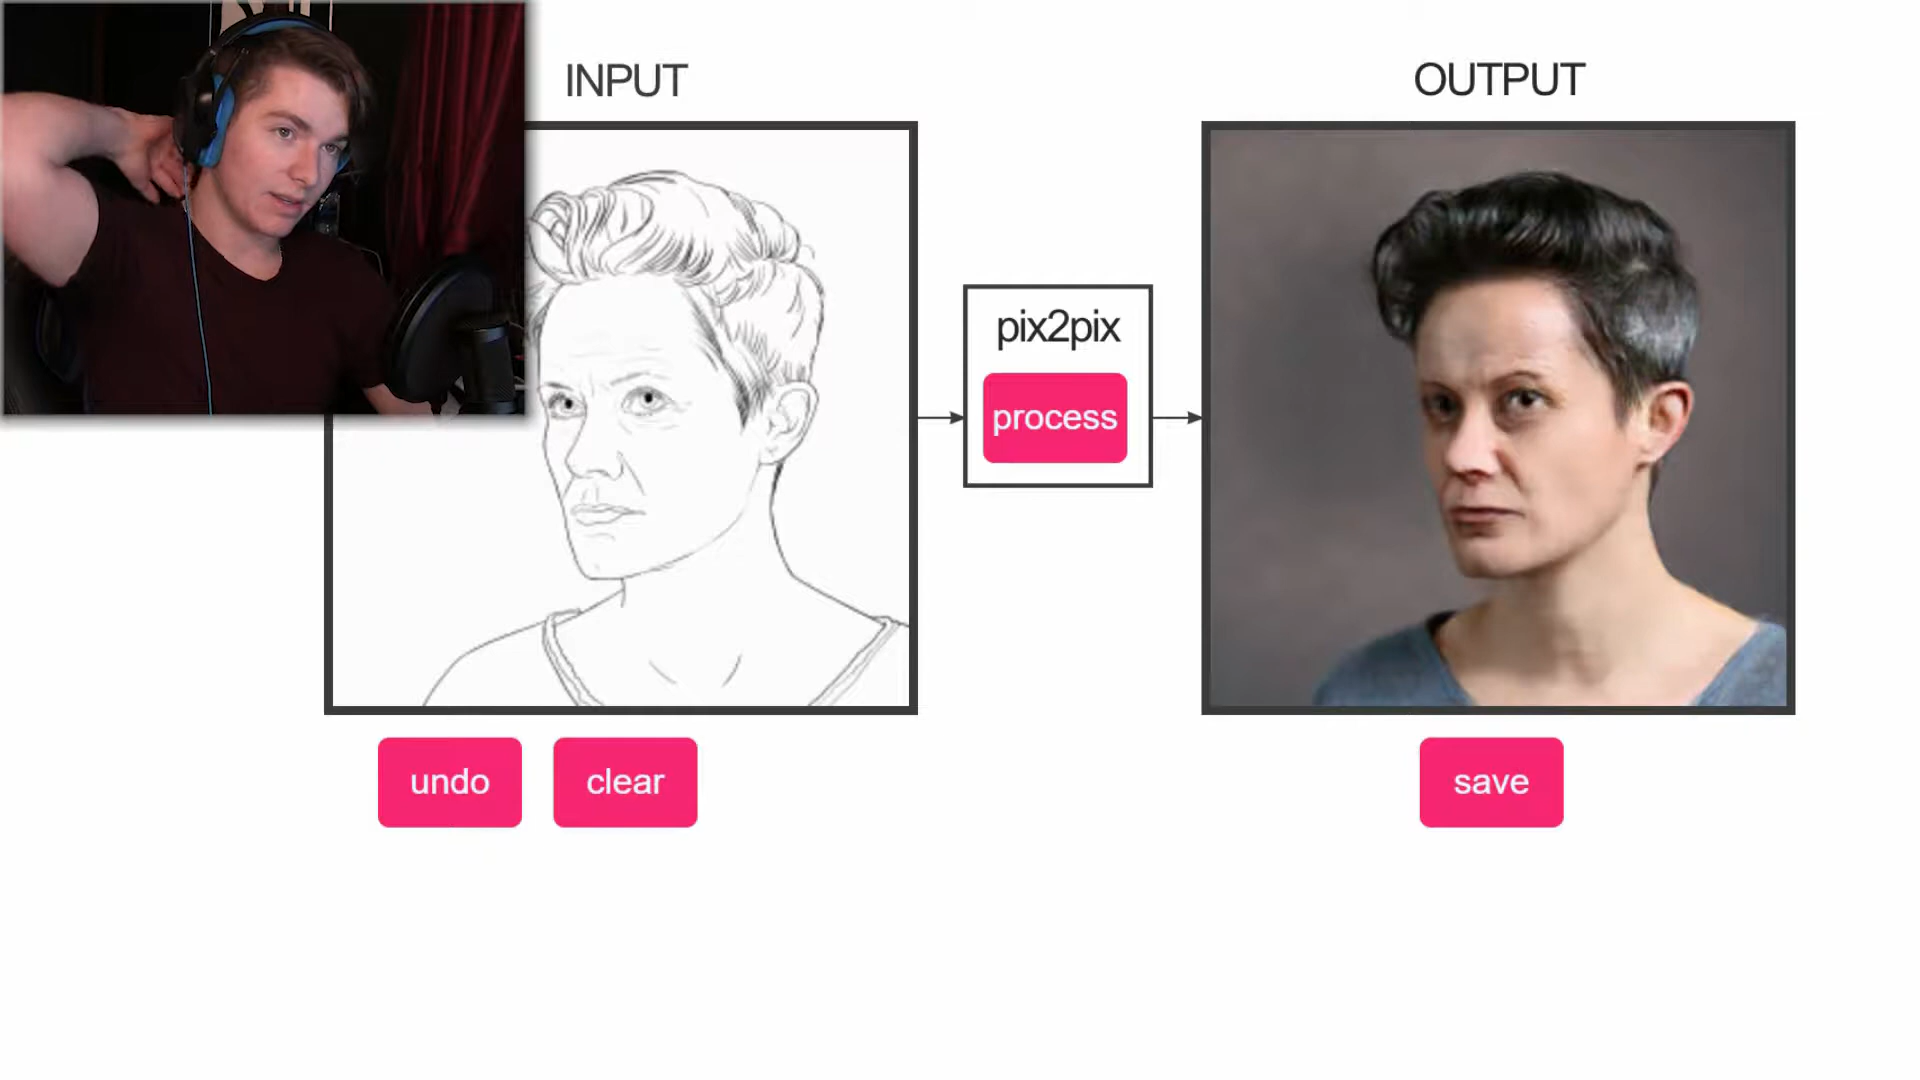 INPUT
OUTPUT
pix2pix
process
undo
clear
save